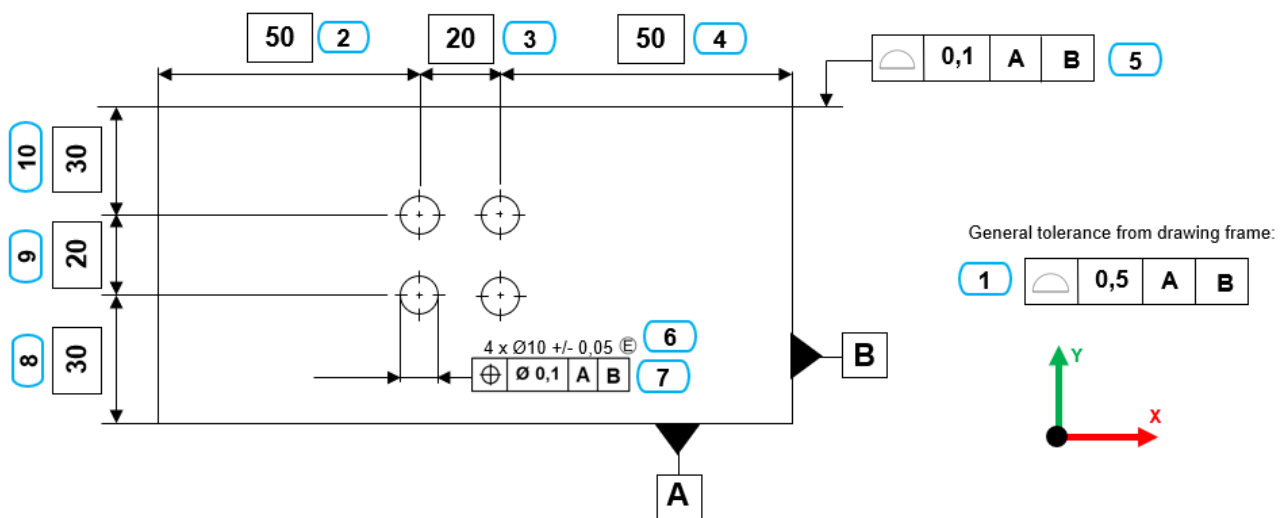 50 2 20 3 50 4
0,1 A B 5
10 30
9 20
General tolerance from drawing frame:
1 0,5 A B
8 30
4 x Ø10 +/- 0,05 Ⓔ 6
⌖ Ø 0,1 A B 7
B
A
Y
X